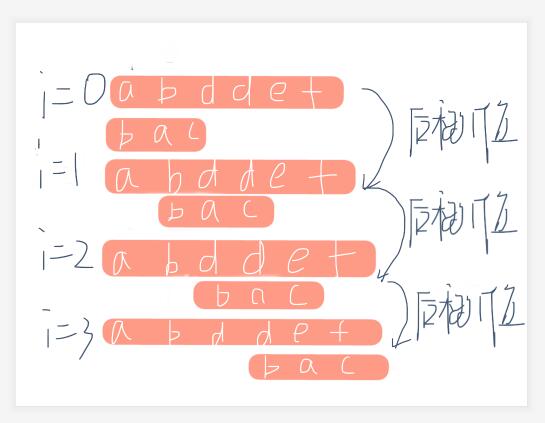 i=0 a b d d e f
b a c
后移1位
i=1 a b d d e f
b a c
后移1位
i=2 a b d d e f
b a c
后移1位
i=3 a b d d e f
b a c